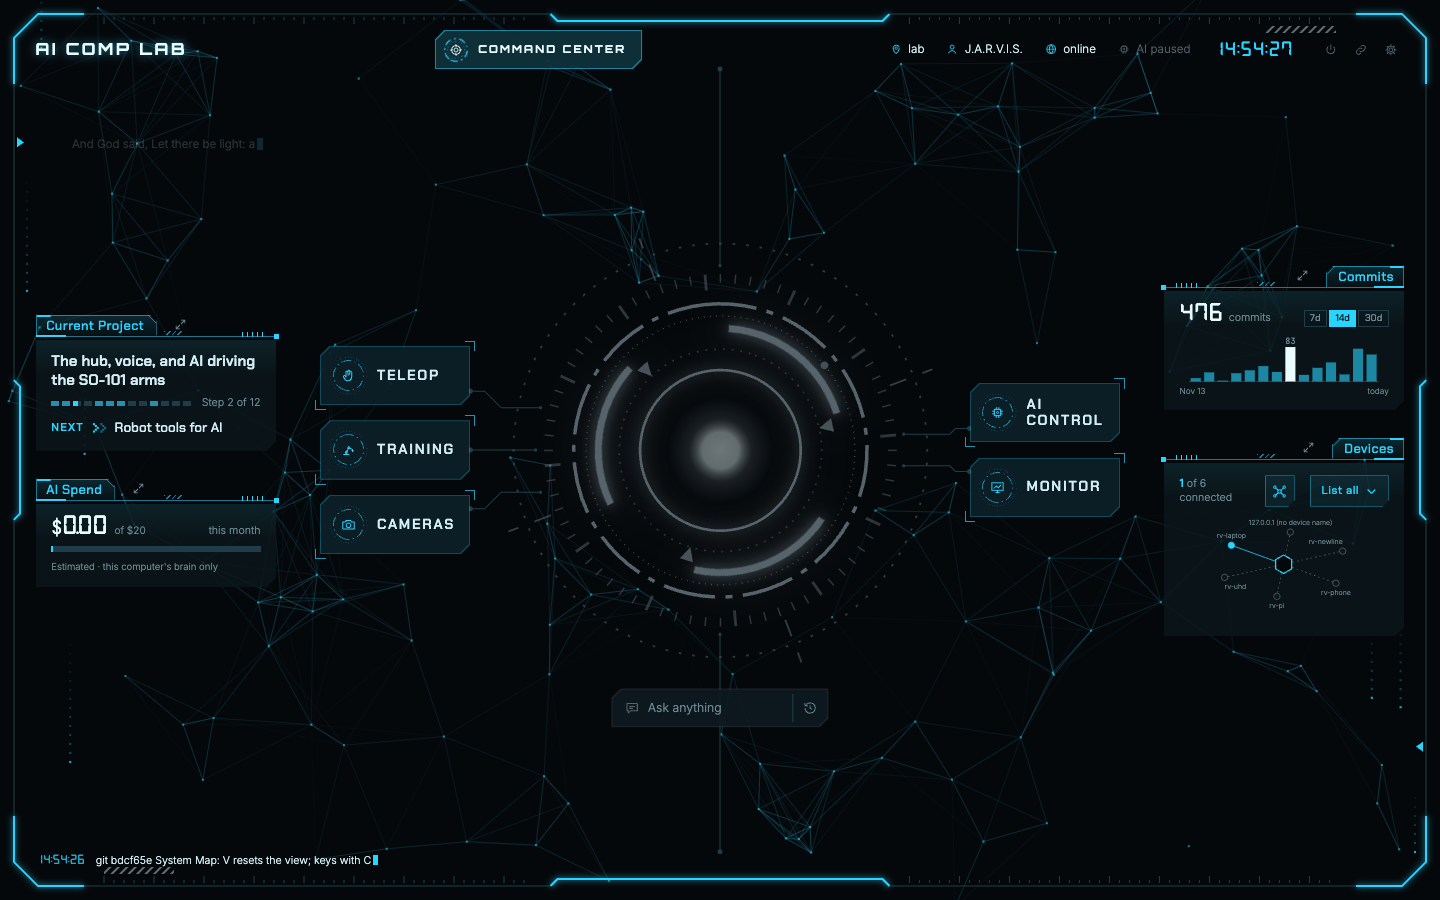 AI COMP LAB
COMMAND CENTER
lab
J.A.R.V.I.S.
online
AI paused
14:54:27
And God said, Let there be light: a
Current Project
The hub, voice, and AI driving
the SO-101 arms
Step 2 of 12
NEXT
Robot tools for AI
AI Spend
$0.00 of $20
this month
Estimated · this computer's brain only
TELEOP
TRAINING
CAMERAS
AI
CONTROL
MONITOR
Commits
476 commits
7d
14d
30d
83
Nov 13
today
Devices
1 of 6
connected
List all
127.0.0.1 (no device name)
rv-laptop
rv-newline
rv-uhd
rv-phone
rv-pi
Ask anything
14:54:26 git bdcf65e System Map: V resets the view; keys with C